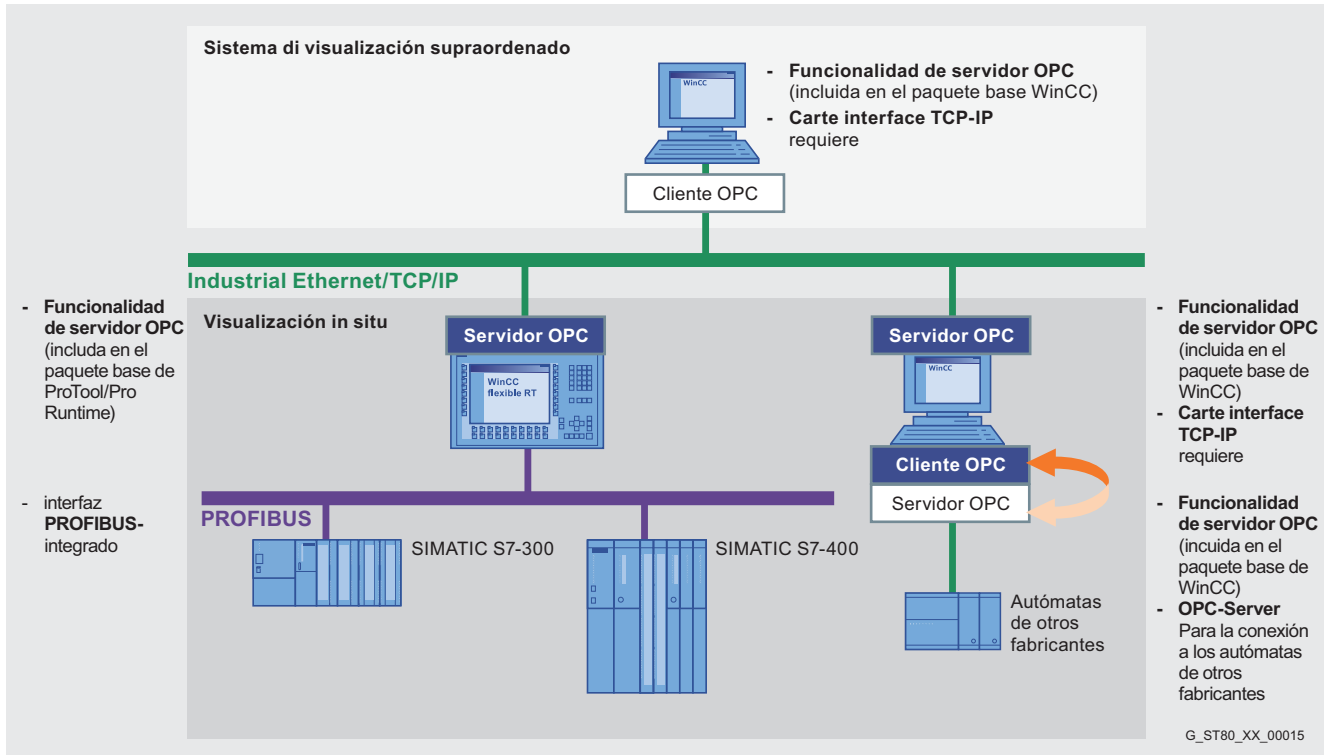 Sistema di visualización supraordenado
WinCC
- Funcionalidad de servidor OPC
(incluida en el paquete base WinCC)
- Carte interface TCP-IP
requiere
Cliente OPC
Industrial Ethernet/TCP/IP
- Funcionalidad
de servidor OPC
(includa en el
paquete base de
ProTool/Pro
Runtime)
- interfaz
PROFIBUS-
integrado
Visualización in situ
Servidor OPC
WinCC
flexible RT
PROFIBUS
SIMATIC S7-300
SIMATIC S7-400
Servidor OPC
WinCC
Cliente OPC
Servidor OPC
Autómatas
de otros
fabricantes
- Funcionalidad
de servidor OPC
(incluida en el
paquete base de
WinCC)
- Carte interface
TCP-IP
requiere
- Funcionalidad
de servidor OPC
(incuida en el
paquete base de
WinCC)
- OPC-Server
Para la conexión
a los autómatas
de otros
fabricantes
G_ST80_XX_00015